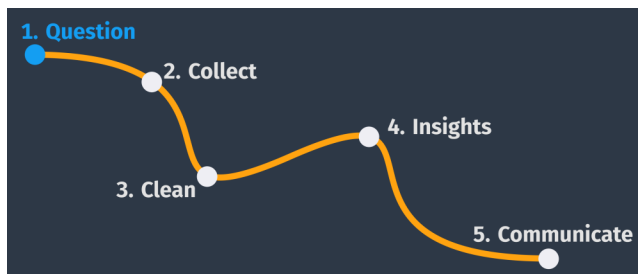 1. Question
2. Collect
3. Clean
4. Insights
5. Communicate